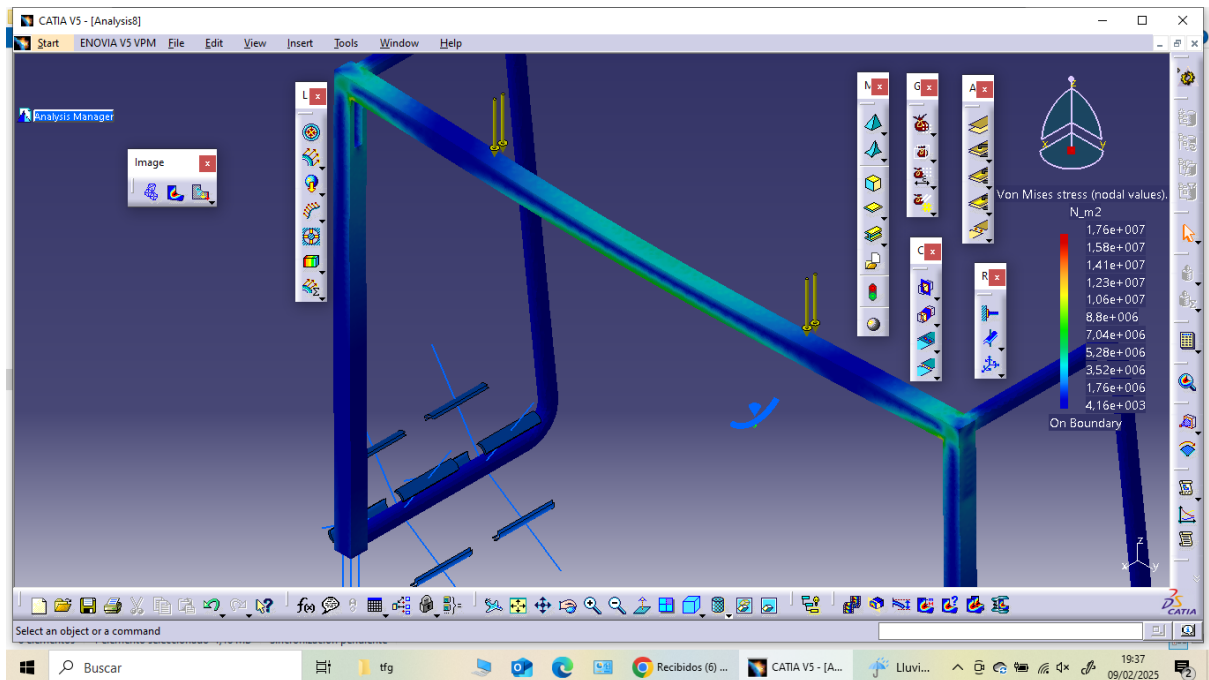 CATIA V5 - [Analysis8]
Start ENOVIA V5 VPM File Edit View Insert Tools Window Help
Analysis Manager
Image
L
M
G
A
C
R
z
x
y
Von Mises stress (nodal values).
N_m2
1,76e+007
1,58e+007
1,41e+007
1,23e+007
1,06e+007
8,8e+006
7,04e+006
5,28e+006
3,52e+006
1,76e+006
4,16e+003
On Boundary
z
x
y
f(x)
CATIA
Select an object or a command
Buscar
tfg
Recibidos (6) ...
CATIA V5 - [A...
Lluvi...
19:37
09/02/2025
2